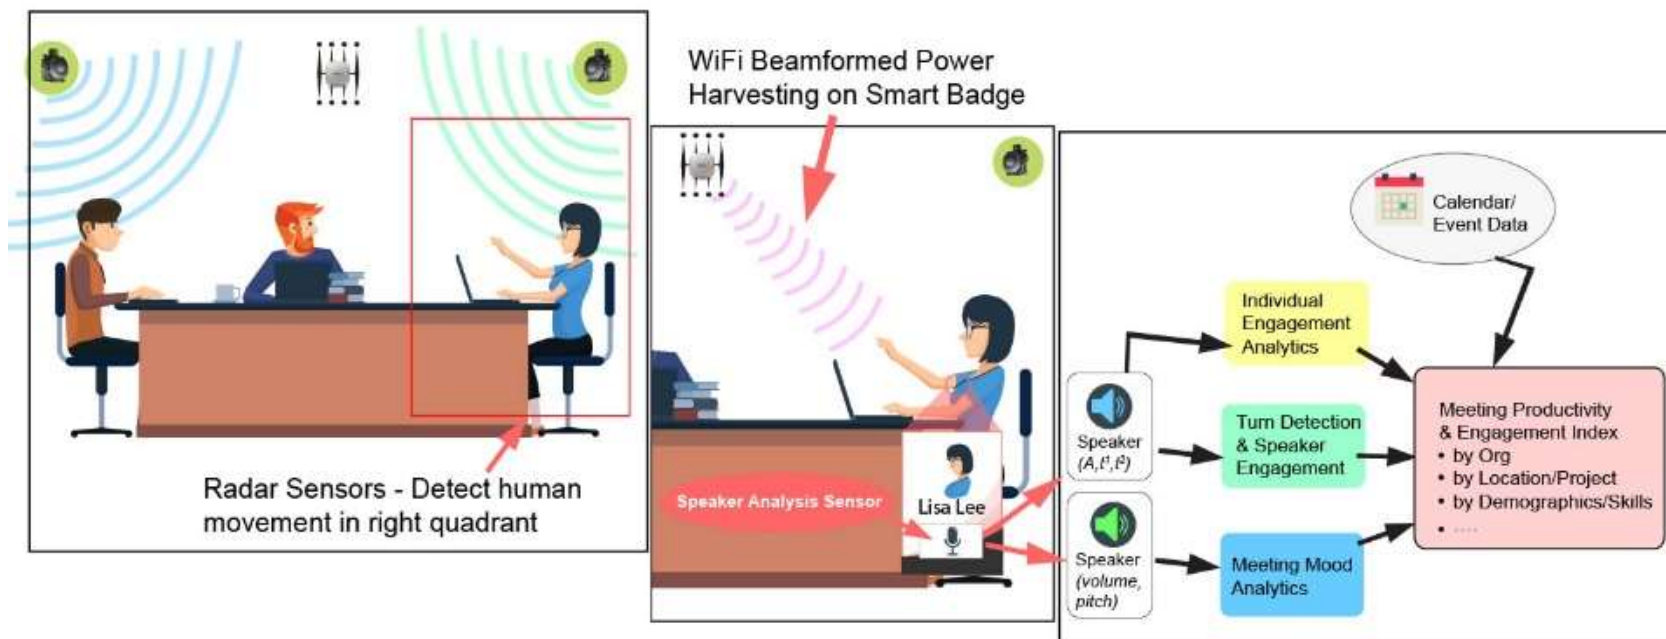 WiFi Beamformed Power
Harvesting on Smart Badge
Radar Sensors - Detect human
movement in right quadrant
Speaker Analysis Sensor
Lisa Lee
Speaker
(A,t¹,t²)
Speaker
(volume,
pitch)
Individual
Engagement
Analytics
Turn Detection
& Speaker
Engagement
Meeting Mood
Analytics
Calendar/
Event Data
Meeting Productivity
& Engagement Index
• by Org
• by Location/Project
• by Demographics/Skills
• ....